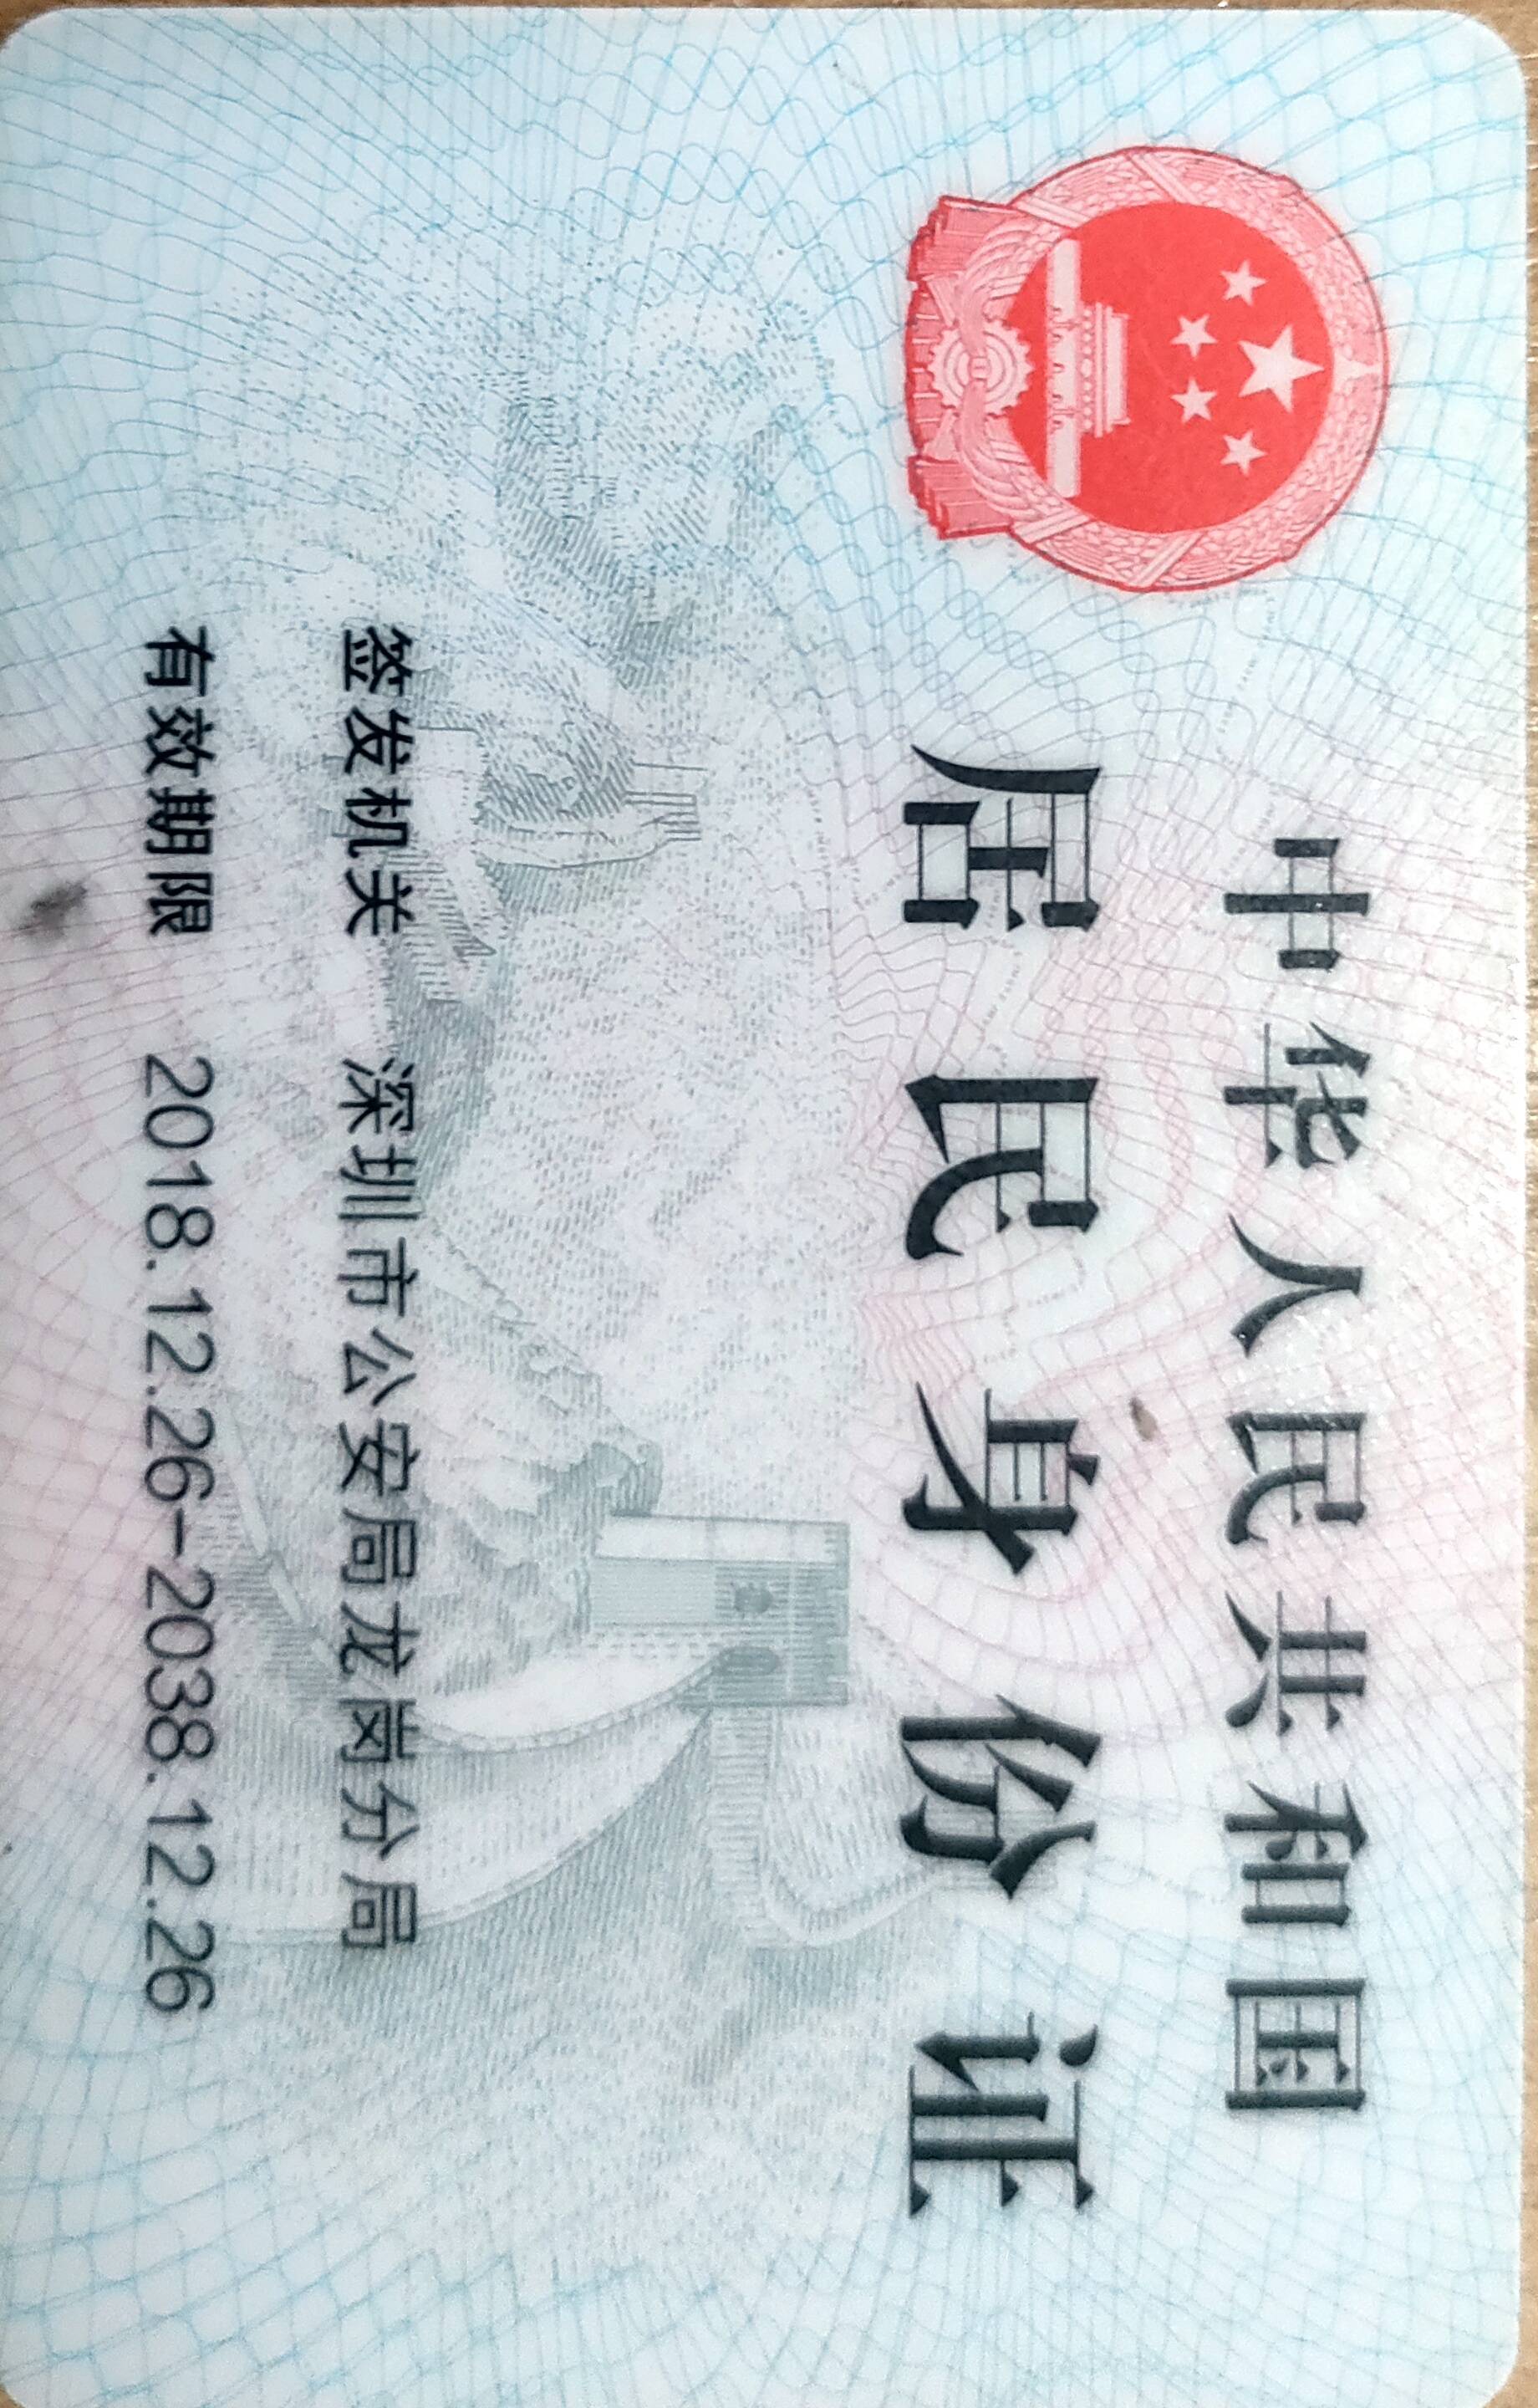 中华人民共和国
居民身份证
签发机关 深圳市公安局龙岗分局
有效期限 2018.12.26-2038.12.26